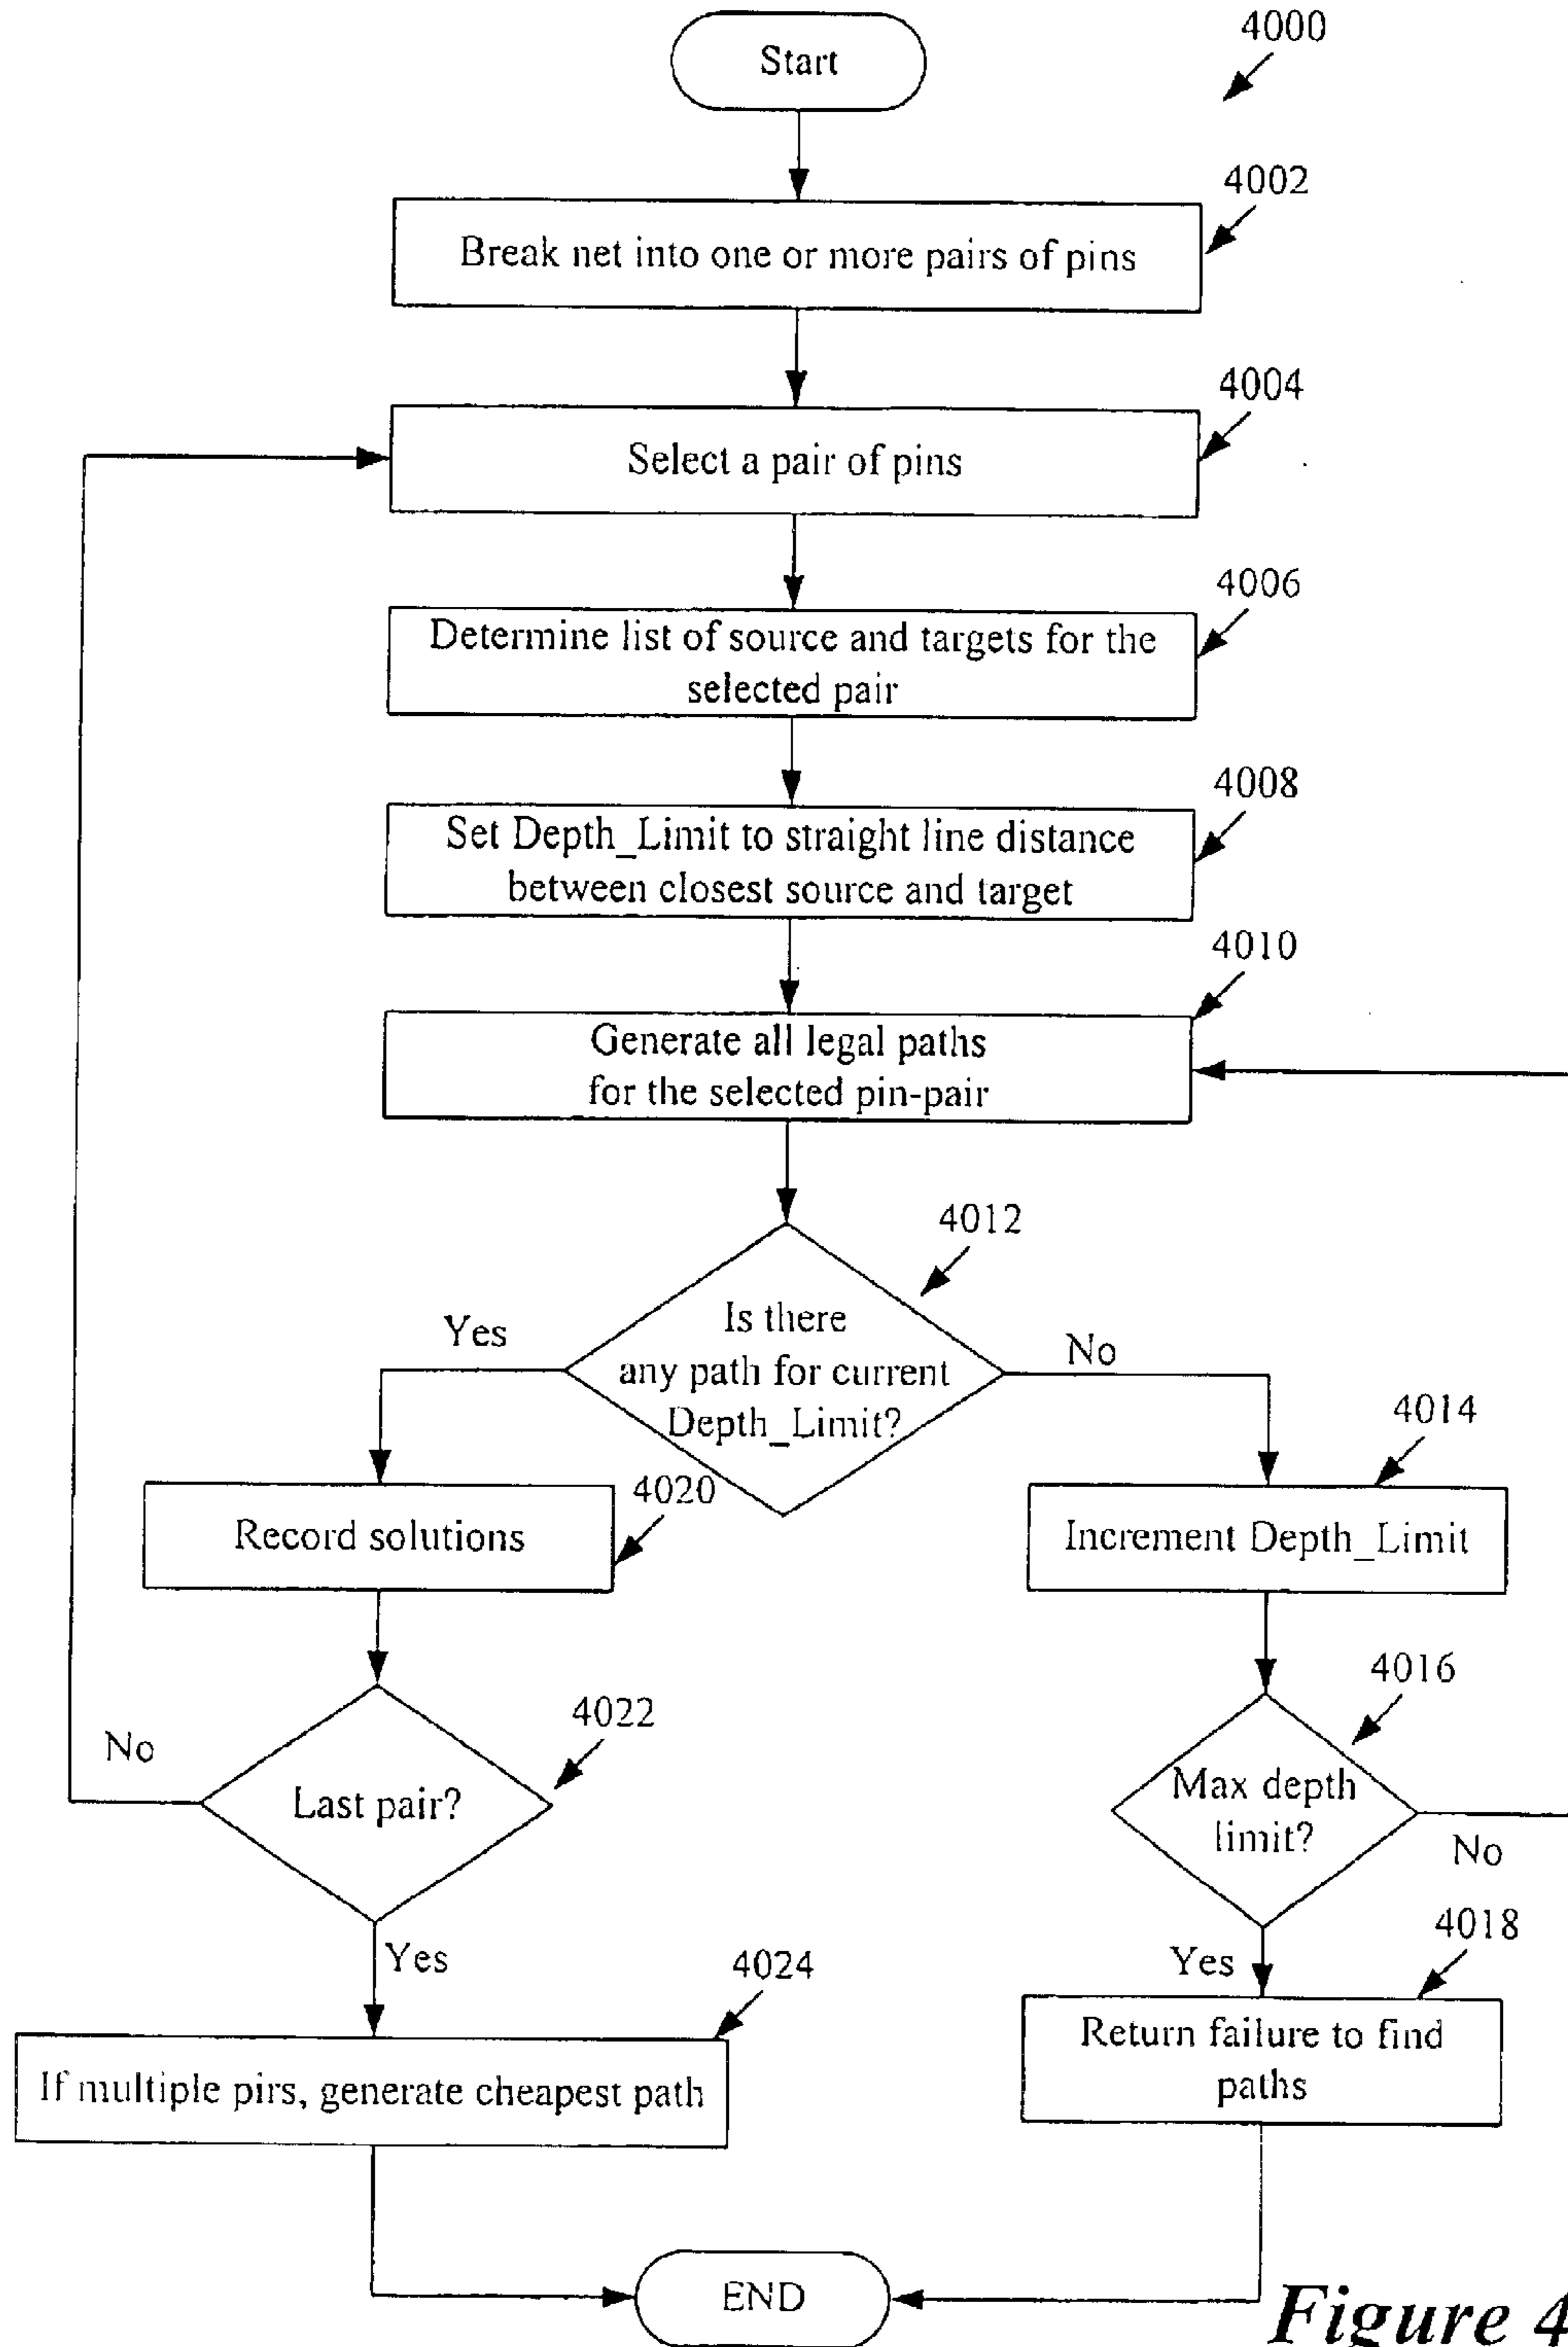 Start
4000
4002
Break net into one or more pairs of pins
4004
Select a pair of pins
4006
Determine list of source and targets for the
selected pair
4008
Set Depth_Limit to straight line distance
between closest source and target
4010
Generate all legal paths
for the selected pin-pair
4012
Is there
any path for current
Depth_Limit?
Yes
No
4014
4020
Record solutions
Increment Depth_Limit
4016
4022
No
Last pair?
Max depth
limit?
No
Yes
4024
Yes
4018
If multiple pirs, generate cheapest path
Return failure to find
paths
END
Figure 4